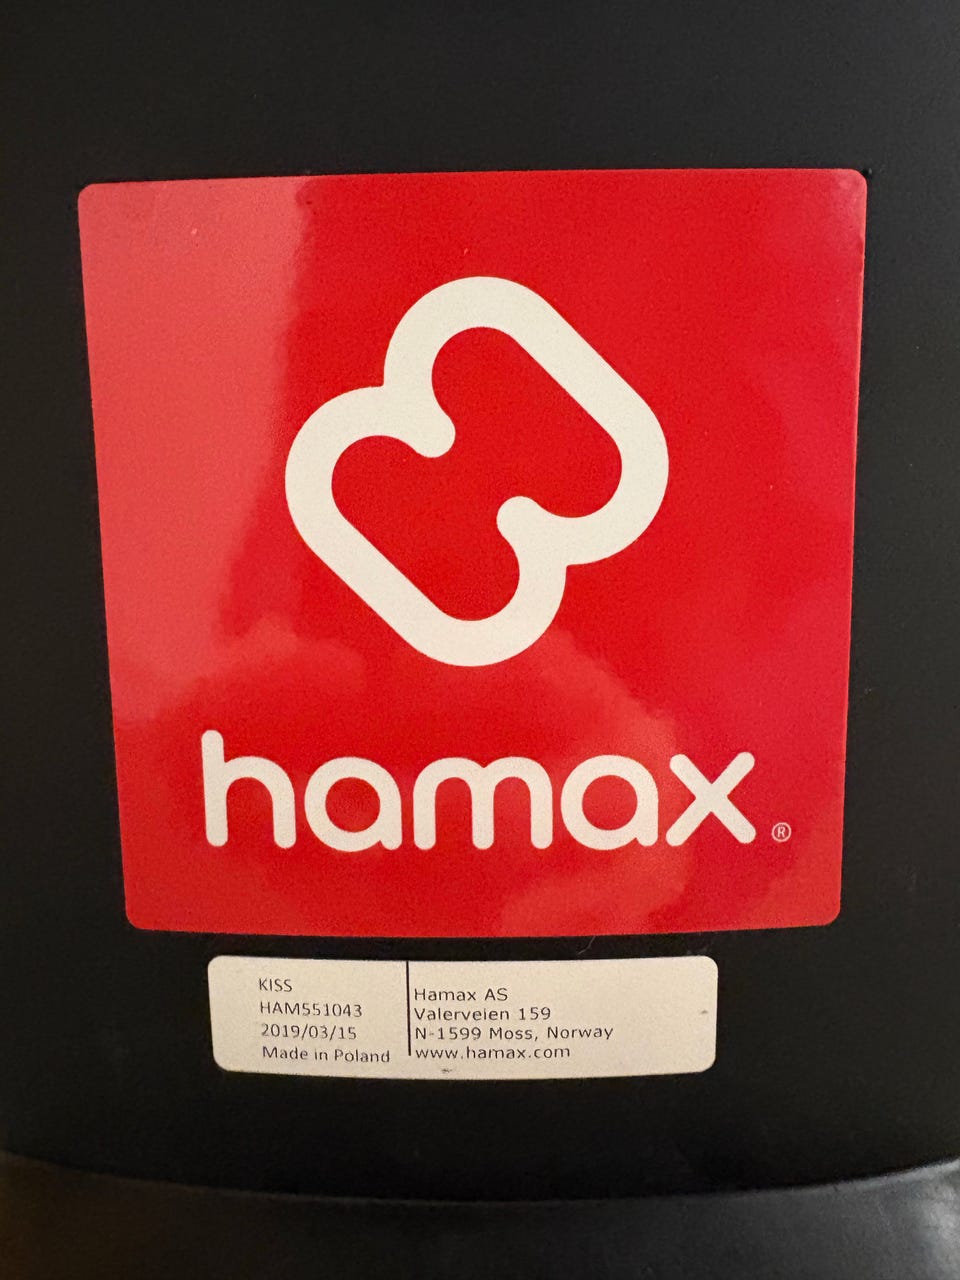 hamax®
KISS
HAM551043
2019/03/15
Made in Poland
Hamax AS
Valerveien 159
N-1599 Moss, Norway
www.hamax.com